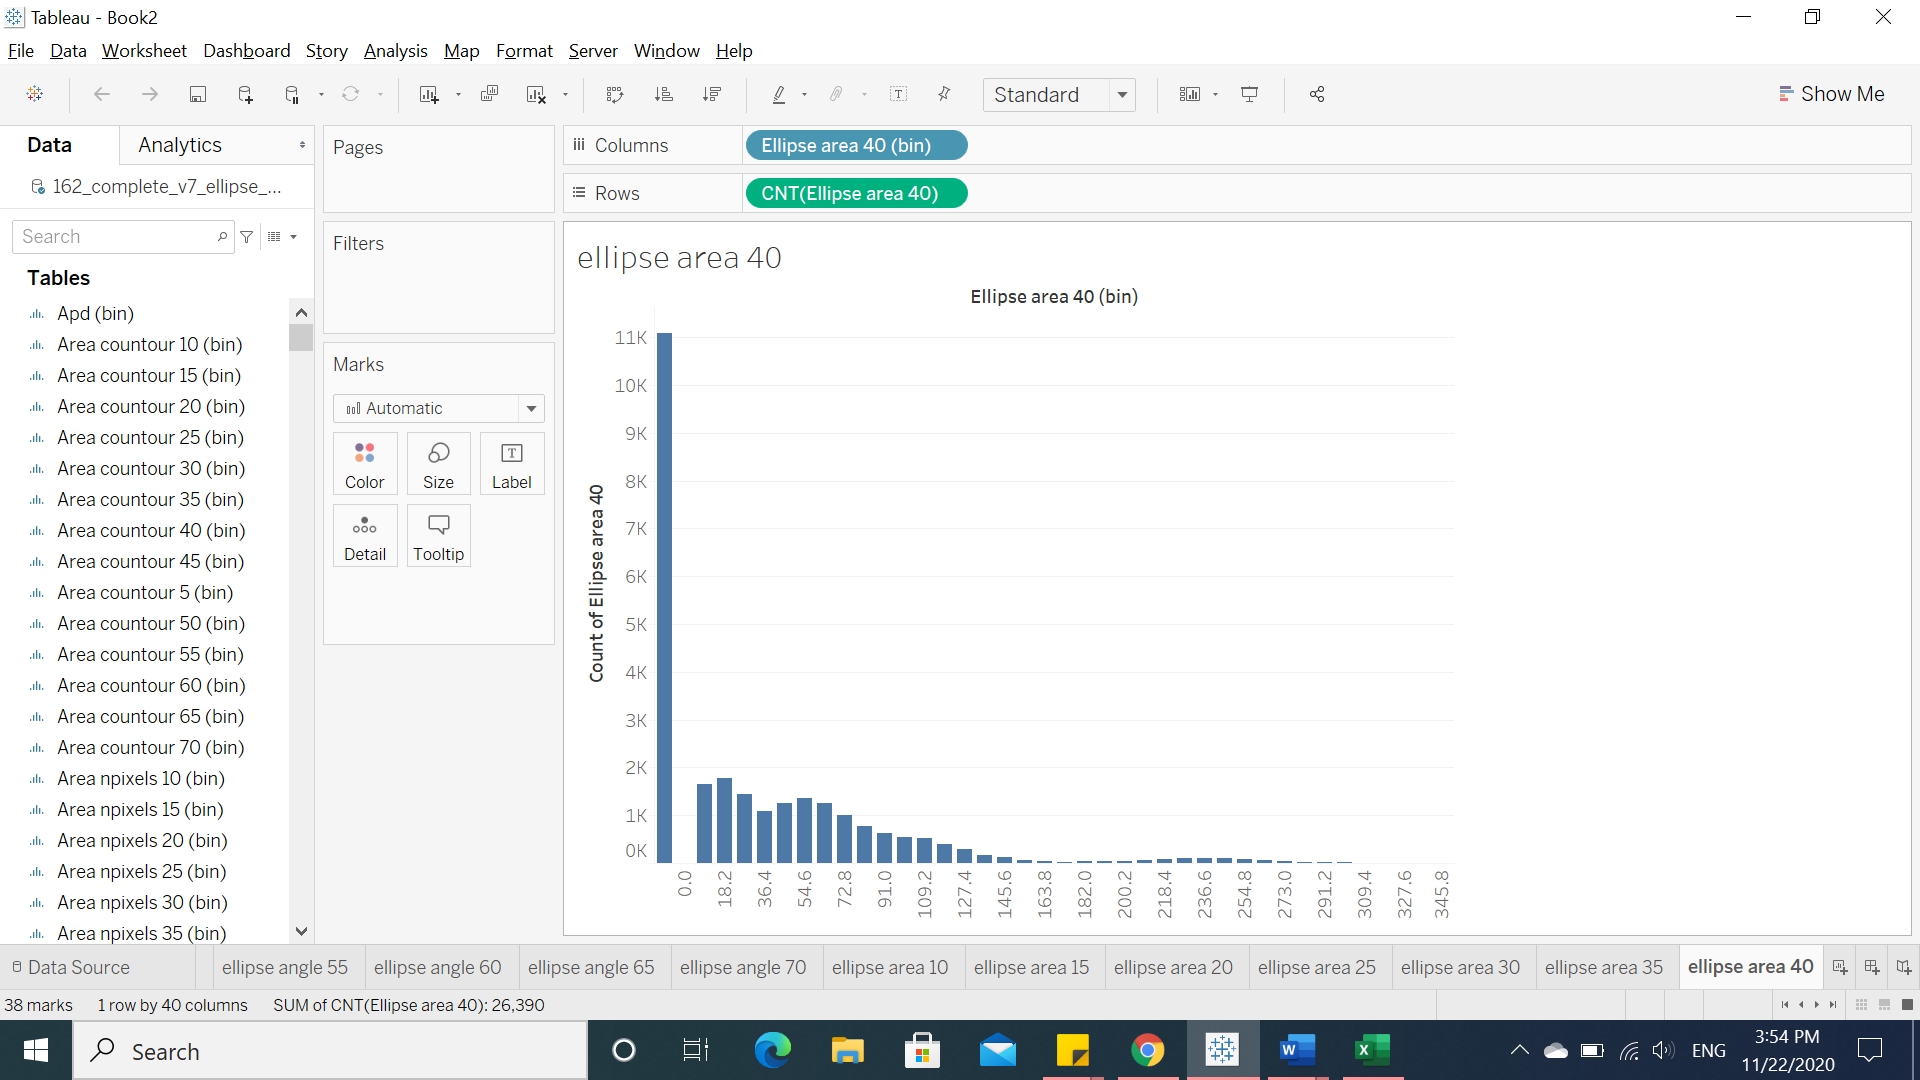 Tableau - Book2
File Data Worksheet Dashboard Story Analysis Map Format Server Window Help
Standard
Show Me
Data
Analytics
162_complete_v7_ellipse_...
Search
Tables
Apd (bin)
Area countour 10 (bin)
Area countour 15 (bin)
Area countour 20 (bin)
Area countour 25 (bin)
Area countour 30 (bin)
Area countour 35 (bin)
Area countour 40 (bin)
Area countour 45 (bin)
Area countour 5 (bin)
Area countour 50 (bin)
Area countour 55 (bin)
Area countour 60 (bin)
Area countour 65 (bin)
Area countour 70 (bin)
Area npixels 10 (bin)
Area npixels 15 (bin)
Area npixels 20 (bin)
Area npixels 25 (bin)
Area npixels 30 (bin)
Area npixels 35 (bin)
Pages
Filters
Marks
Automatic
Color
Size
T
Label
Detail
Tooltip
Columns
Ellipse area 40 (bin)
Rows
CNT(Ellipse area 40)
ellipse area 40
Ellipse area 40 (bin)
Count of Ellipse area 40
11K
10K
9K
8K
7K
6K
5K
4K
3K
2K
1K
0K
0.0
18.2
36.4
54.6
72.8
91.0
109.2
127.4
145.6
163.8
182.0
200.2
218.4
236.6
254.8
273.0
291.2
309.4
327.6
345.8
Data Source
ellipse angle 55
ellipse angle 60
ellipse angle 65
ellipse angle 70
ellipse area 10
ellipse area 15
ellipse area 20
ellipse area 25
ellipse area 30
ellipse area 35
ellipse area 40
38 marks
1 row by 40 columns
SUM of CNT(Ellipse area 40): 26,390
Search
W
X
ENG
3:54 PM
11/22/2020